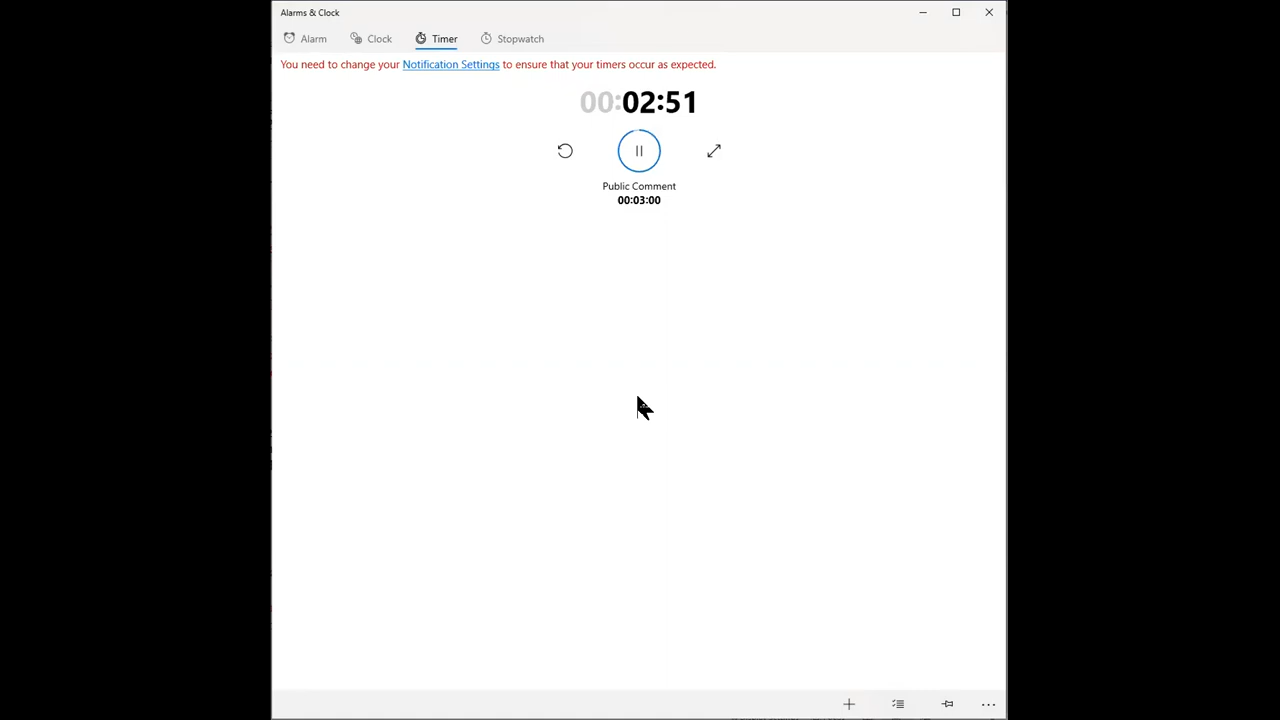 Alarms & Clock
Alarm Clock Timer Stopwatch
You need to change your Notification Settings to ensure that your timers occur as expected.
00:02:51
Public Comment
00:03:00